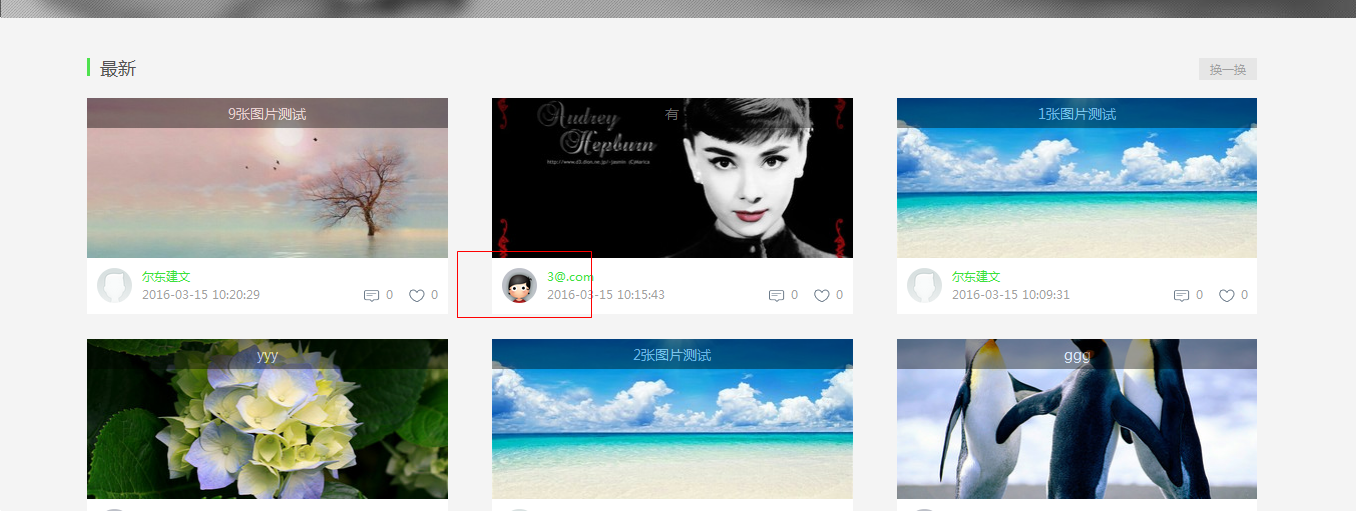 最新
换一换
9张图片测试
有
1张图片测试
Audrey
Hepburn
尔东建文
2016-03-15 10:20:29
0
0
3@.com
2016-03-15 10:15:43
0
0
尔东建文
2016-03-15 10:09:31
0
0
yyy
2张图片测试
ggg